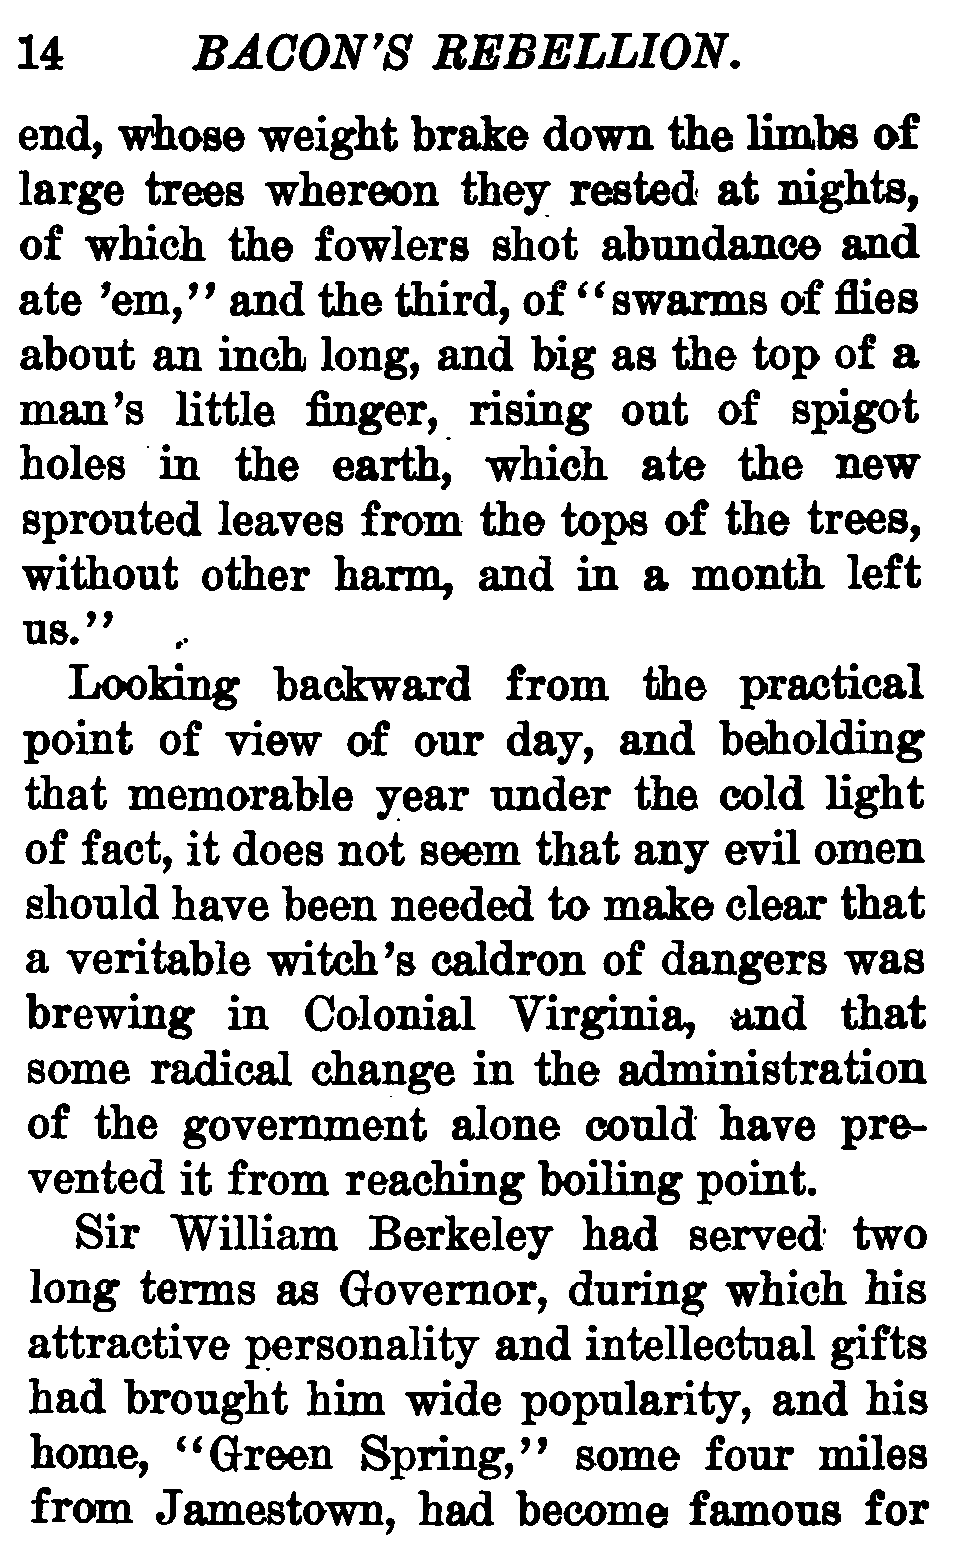 14 BACON'S REBELLION.
end, whose weight brake down the limbs of
large trees whereon they rested at nights,
of which the fowlers shot abundance and
ate 'em,'' and the third, of ''swarms of flies
about an inch long, and big as the top of a
man's little finger, rising out of spigot
holes in the earth, which ate the new
sprouted leaves from the tops of the trees,
without other harm, and in a month left
us.''
Looking backward from the practical
point of view of our day, and beholding
that memorable year under the cold light
of fact, it does not seem that any evil omen
should have been needed to make clear that
a veritable witch's caldron of dangers was
brewing in Colonial Virginia, and that
some radical change in the administration
of the government alone could have pre-
vented it from reaching boiling point.
Sir William Berkeley had served two
long terms as Governor, during which his
attractive personality and intellectual gifts
had brought him wide popularity, and his
home, ''Green Spring,'' some four miles
from Jamestown, had become famous for